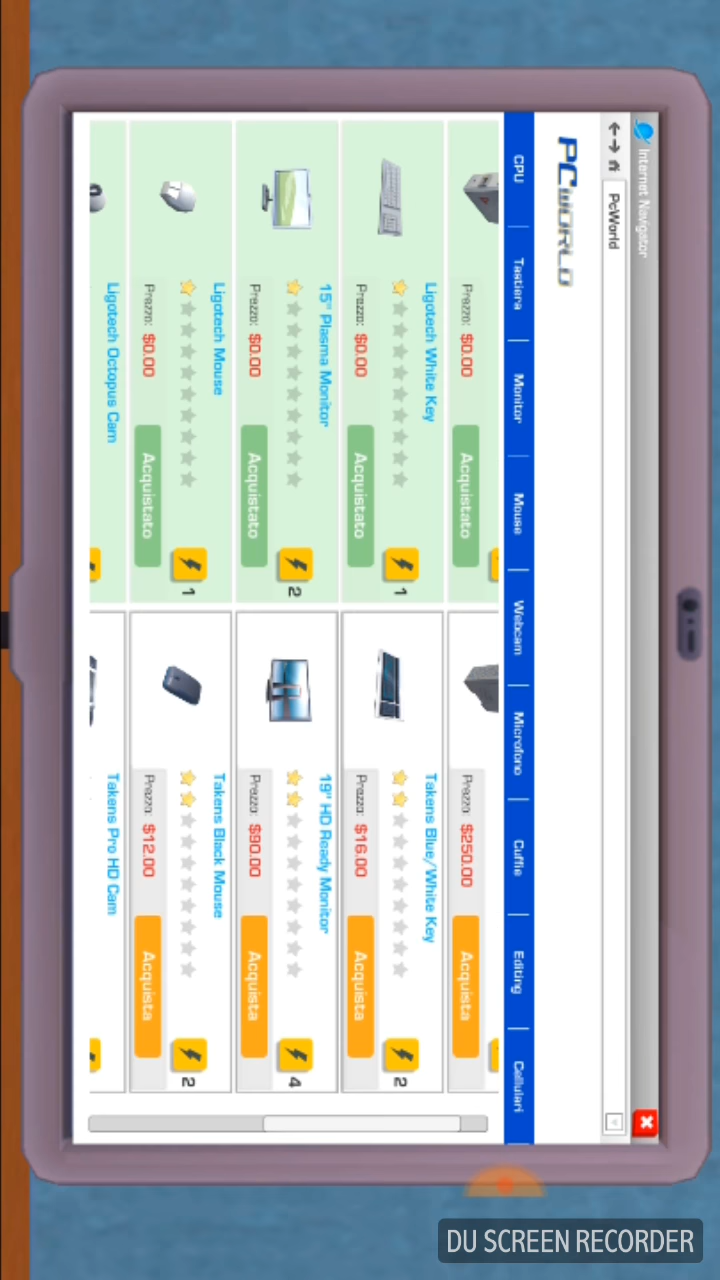 Internet Navigator
PcWorld
PCWORLD
CPU
Tastiera
Monitor
Mouse
Webcam
Microfono
Cuffie
Editing
Cellulari
Prezzo: $0.00
Acquistato
Prezzo: $250.00
Acquista
Ligotech White Key
1
Prezzo: $0.00
Acquistato
Takens Blue/White Key
2
Prezzo: $16.00
Acquista
15" Plasma Monitor
2
Prezzo: $0.00
Acquistato
19" HD Ready Monitor
4
Prezzo: $90.00
Acquista
Ligotech Mouse
1
Prezzo: $0.00
Acquistato
Takens Black Mouse
2
Prezzo: $12.00
Acquista
Ligotech Octopus Cam
Takens Pro HD Cam
DU SCREEN RECORDER